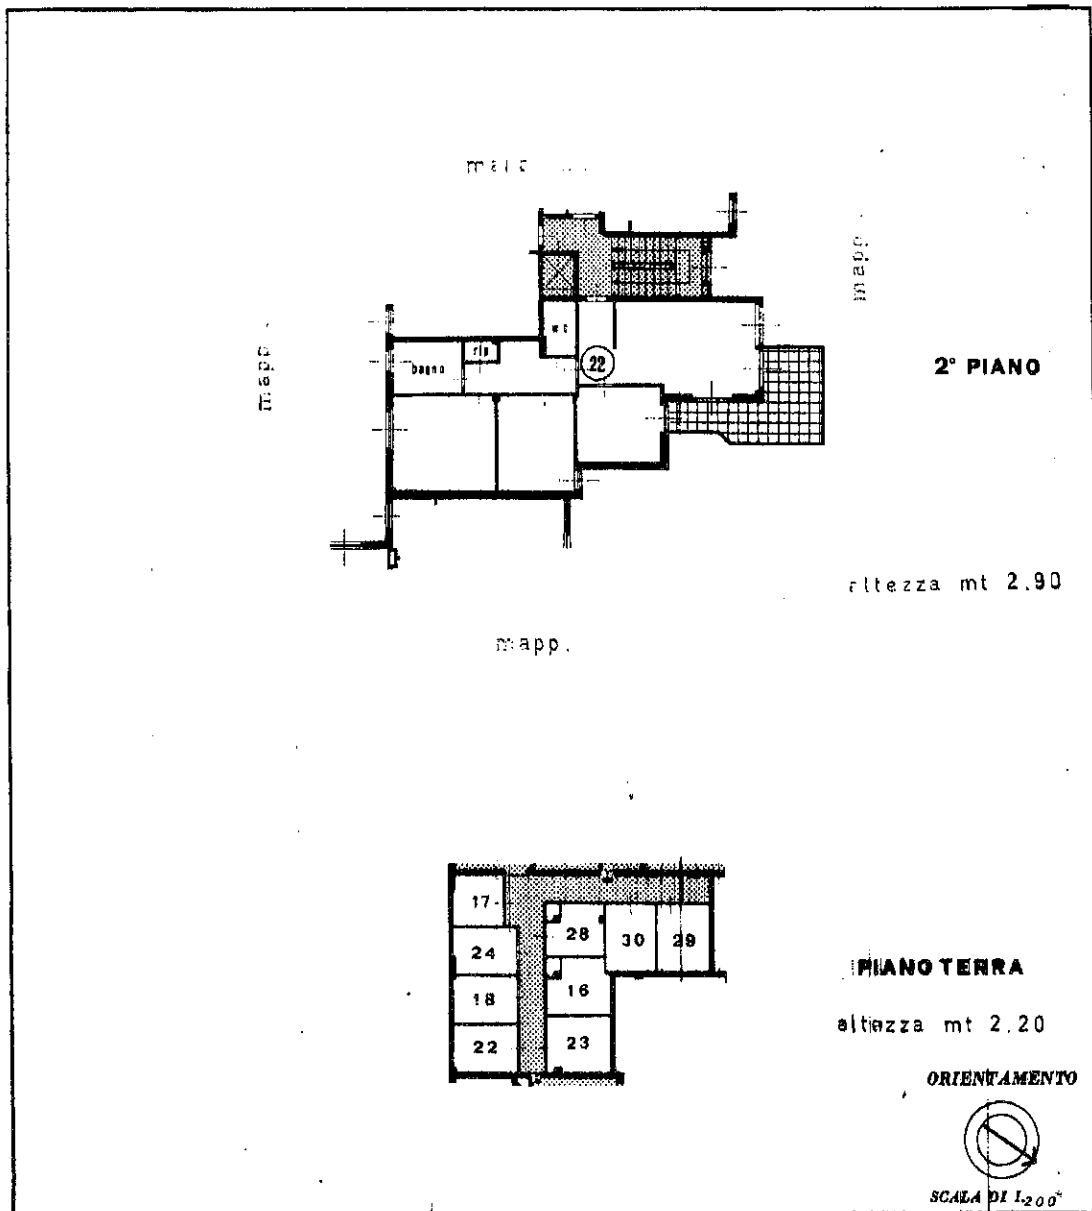 mapp.
mapp.
2° PIANO
wc
rip
bagno
22
altezza mt 2.90
mapp.
17
24
18
22
28
30
29
16
23
PIANO TERRA
altezza mt 2.20
ORIENTAMENTO
SCALA DI 1:200